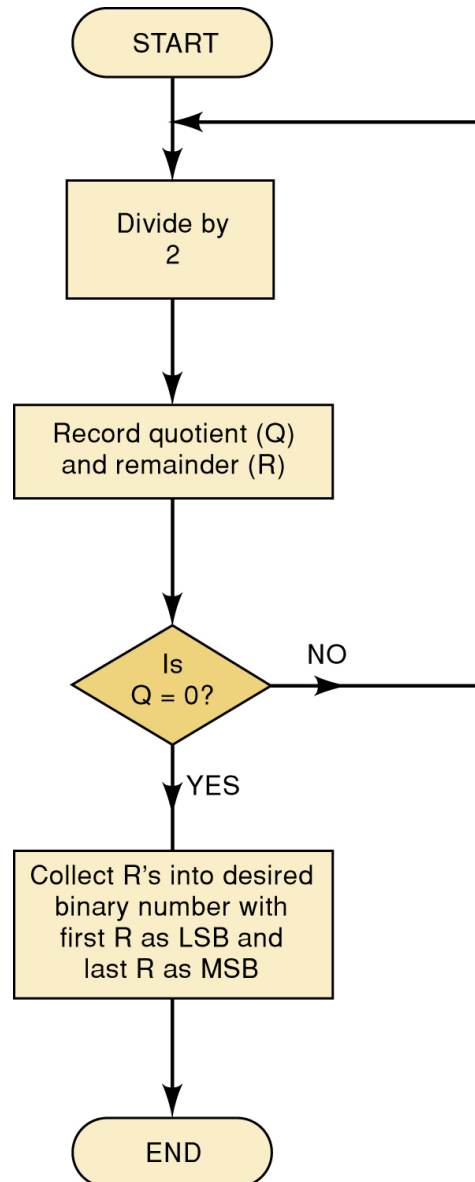 START
Divide by
2
Record quotient (Q)
and remainder (R)
Is
Q = 0?
NO
YES
Collect R's into desired
binary number with
first R as LSB and
last R as MSB
END